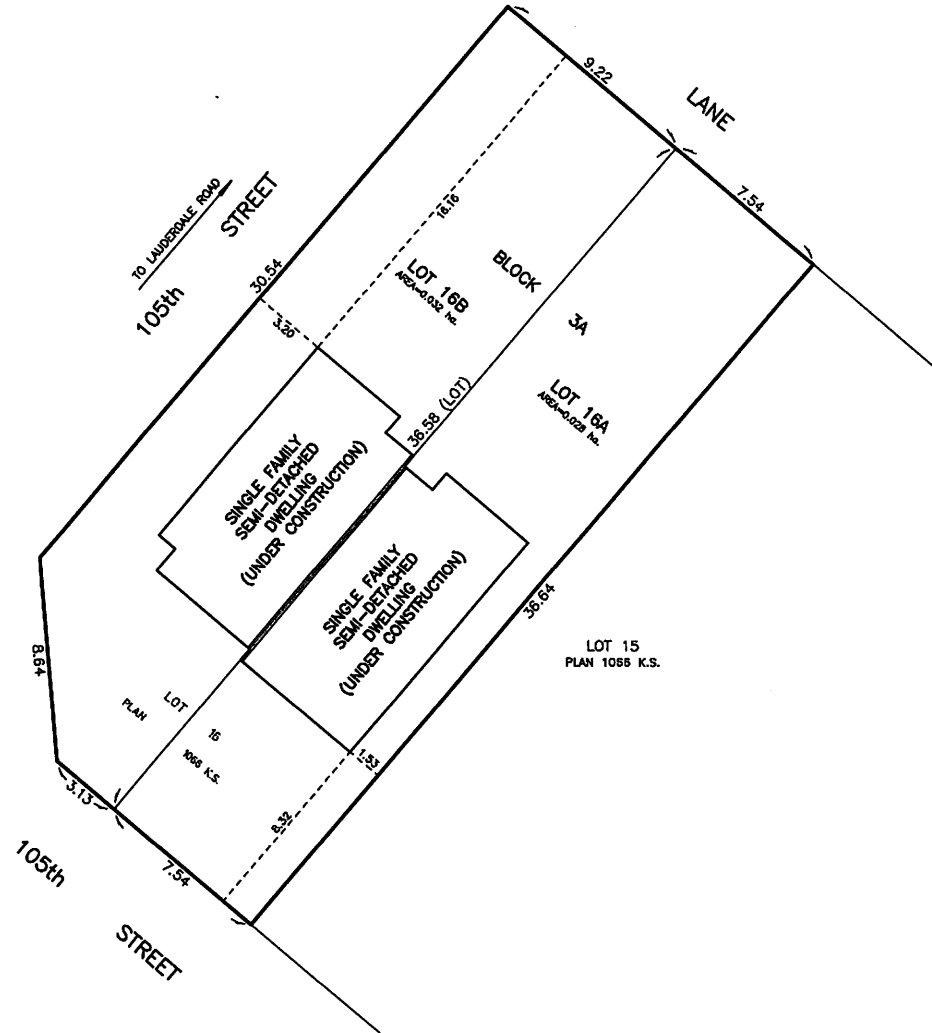 9.22
LANE
7.54
TO LAUDERDALE ROAD
105th STREET
30.54
18.16
3.20
BLOCK
3A
LOT 16B
AREA=0.032 ha.
LOT 16A
AREA=0.028 ha.
36.58 (LOT)
SINGLE FAMILY
SEMI-DETACHED
DWELLING
(UNDER CONSTRUCTION)
SINGLE FAMILY
SEMI-DETACHED
DWELLING
(UNDER CONSTRUCTION)
36.64
LOT 15
PLAN 1056 K.S.
8.64
PLAN
LOT
16
1056 K.S.
1.53
3.13
8.32
7.54
105th
STREET